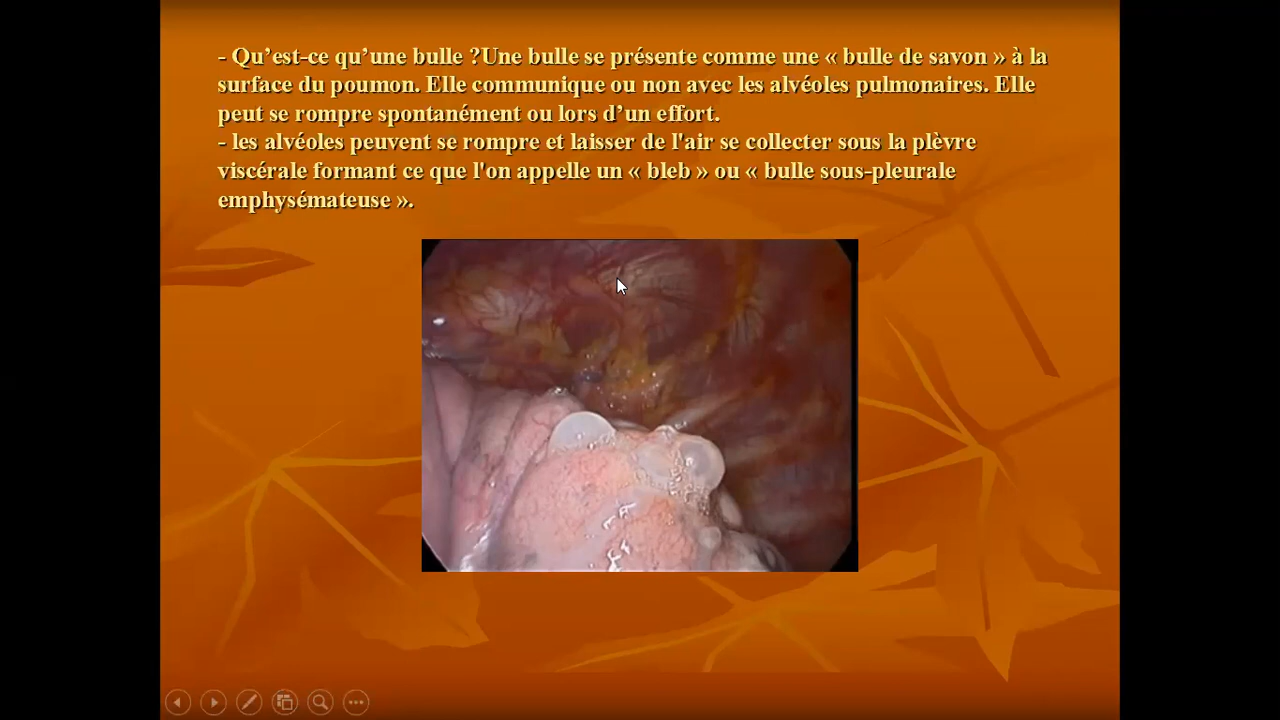 - Qu’est-ce qu’une bulle ?Une bulle se présente comme une « bulle de savon » à la
surface du poumon. Elle communique ou non avec les alvéoles pulmonaires. Elle
peut se rompre spontanément ou lors d’un effort.
- les alvéoles peuvent se rompre et laisser de l'air se collecter sous la plèvre
viscérale formant ce que l'on appelle un « bleb » ou « bulle sous-pleurale
emphysémateuse ».